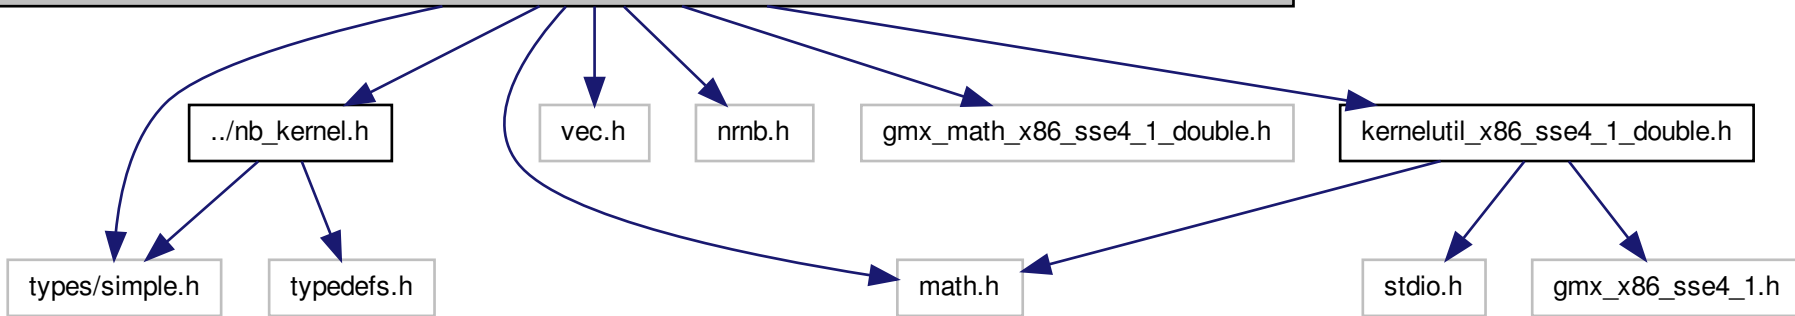 ../nb_kernel.h
vec.h
nrnb.h
gmx_math_x86_sse4_1_double.h
kernelutil_x86_sse4_1_double.h
types/simple.h
typedefs.h
math.h
stdio.h
gmx_x86_sse4_1.h